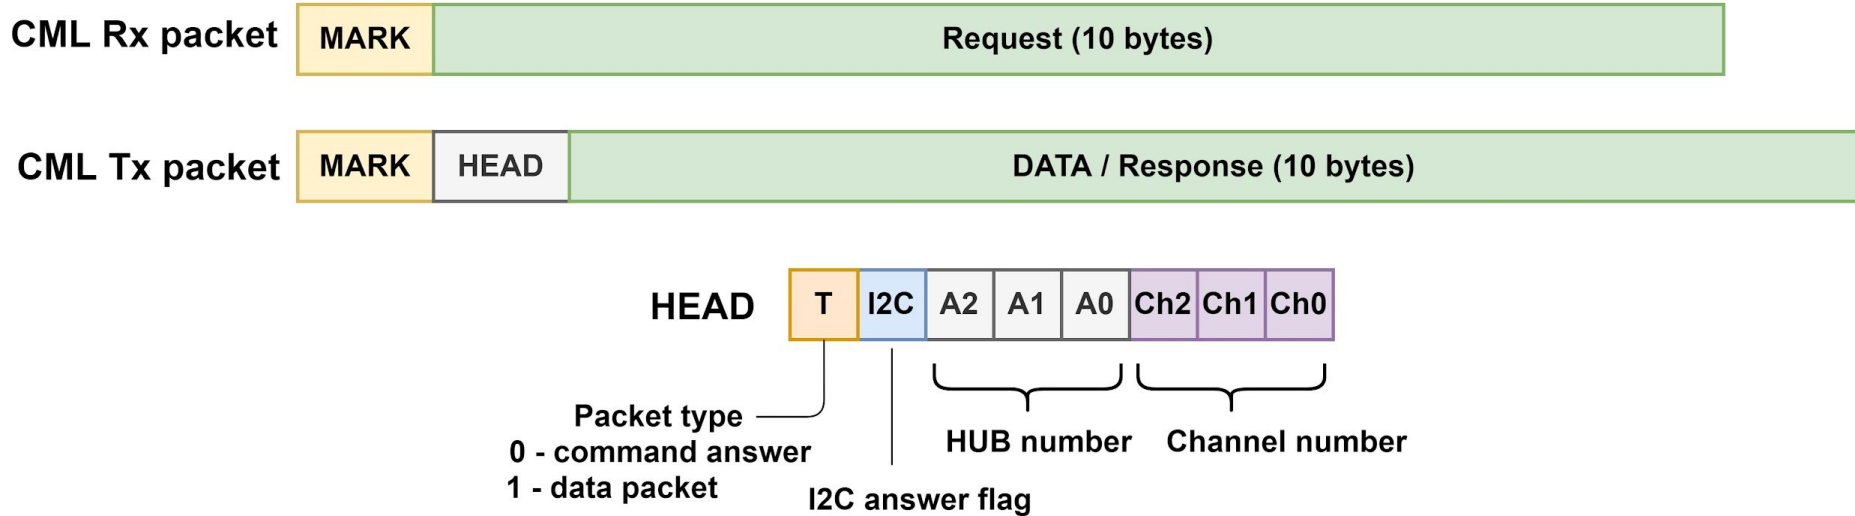 CML Rx packet MARK Request (10 bytes)
CML Tx packet MARK HEAD DATA / Response (10 bytes)
HEAD T I2C A2 A1 A0 Ch2 Ch1 Ch0
Packet type
0 - command answer
1 - data packet
I2C answer flag
HUB number
Channel number